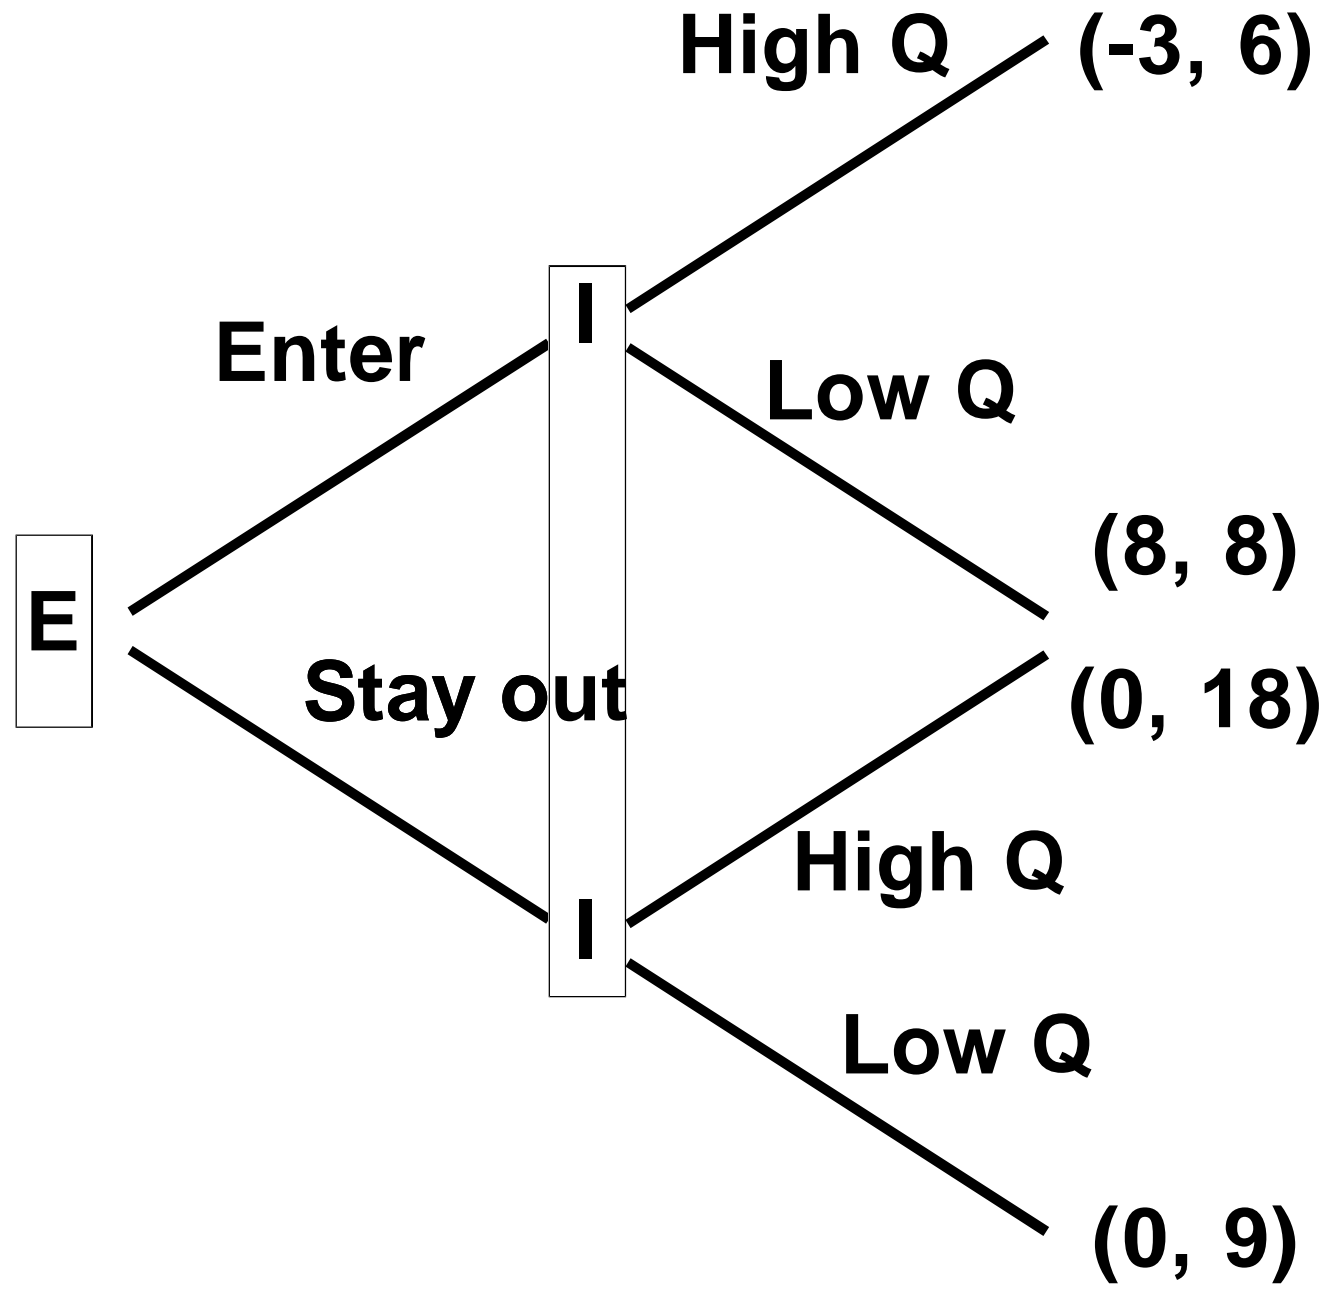 High Q
(-3, 6)
I
Enter
Low Q
(8, 8)
E
Stay out
(0, 18)
High Q
I
Low Q
(0, 9)